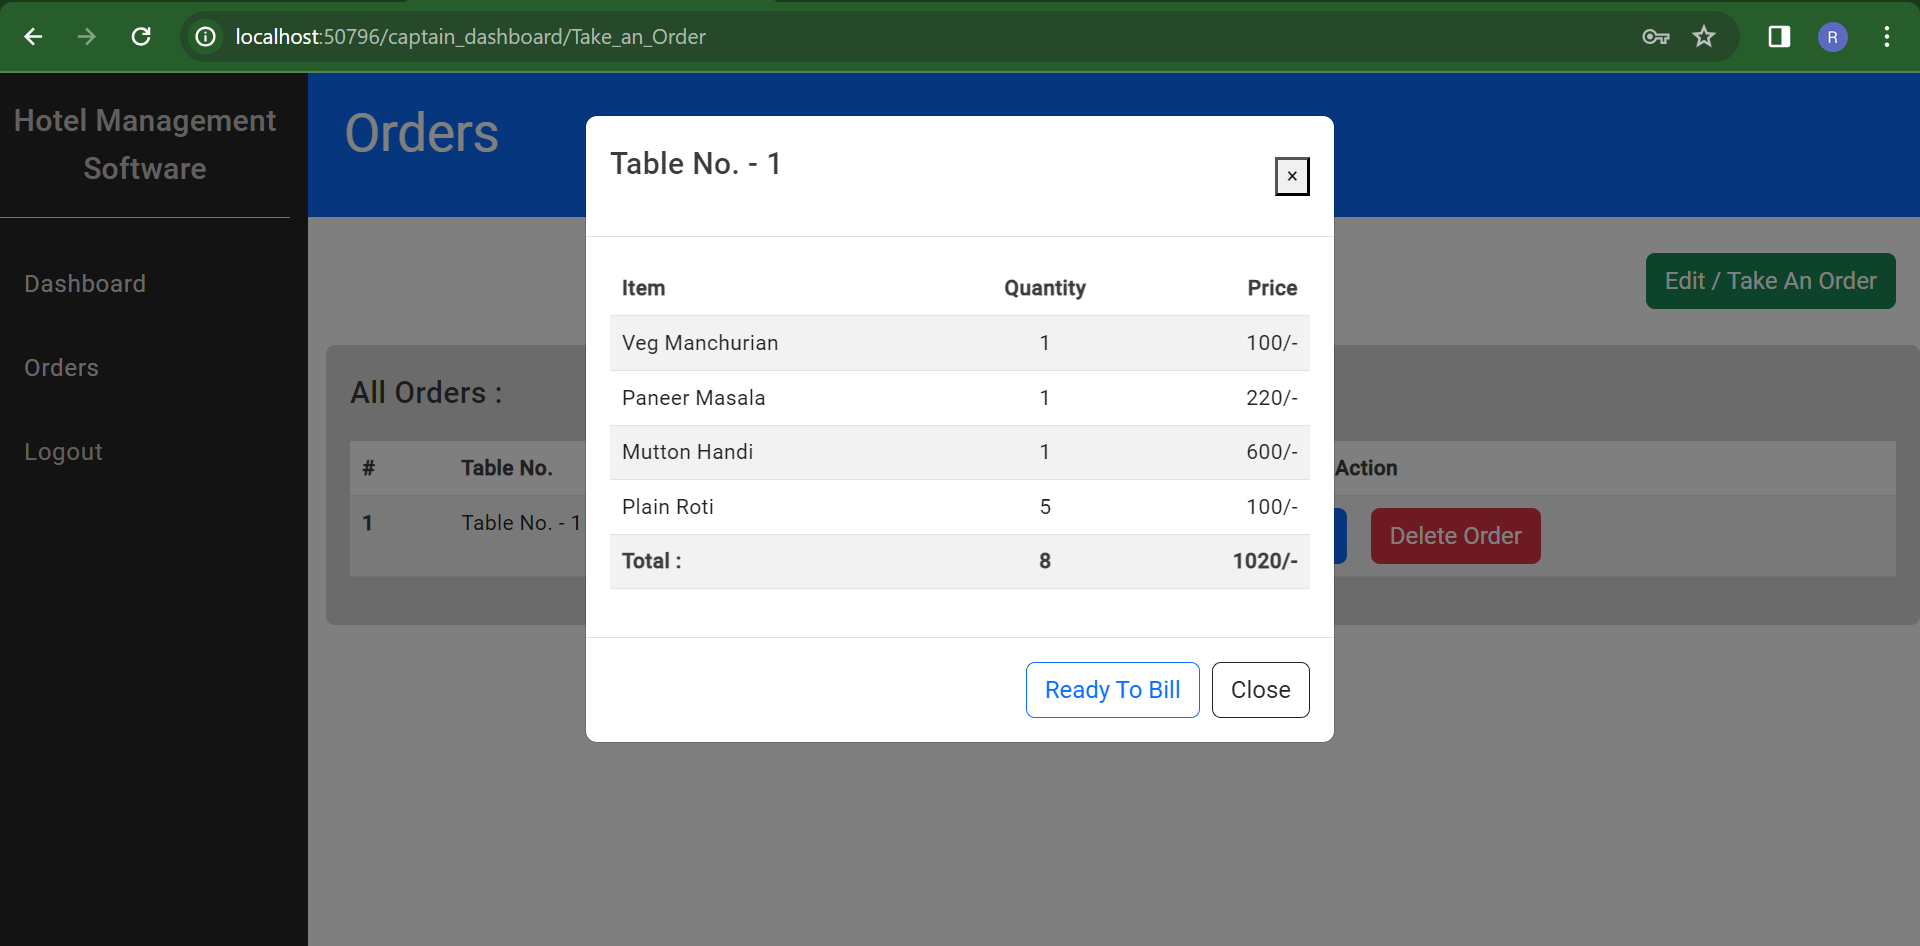 localhost:50796/captain_dashboard/Take_an_Order
R
Hotel Management
Software
Dashboard
Orders
Logout
Orders
Edit / Take An Order
All Orders :
# Table No. Action
1 Table No. - 1 Delete Order
Table No. - 1
×
Item Quantity Price
Veg Manchurian 1 100/-
Paneer Masala 1 220/-
Mutton Handi 1 600/-
Plain Roti 5 100/-
Total : 8 1020/-
Ready To Bill Close